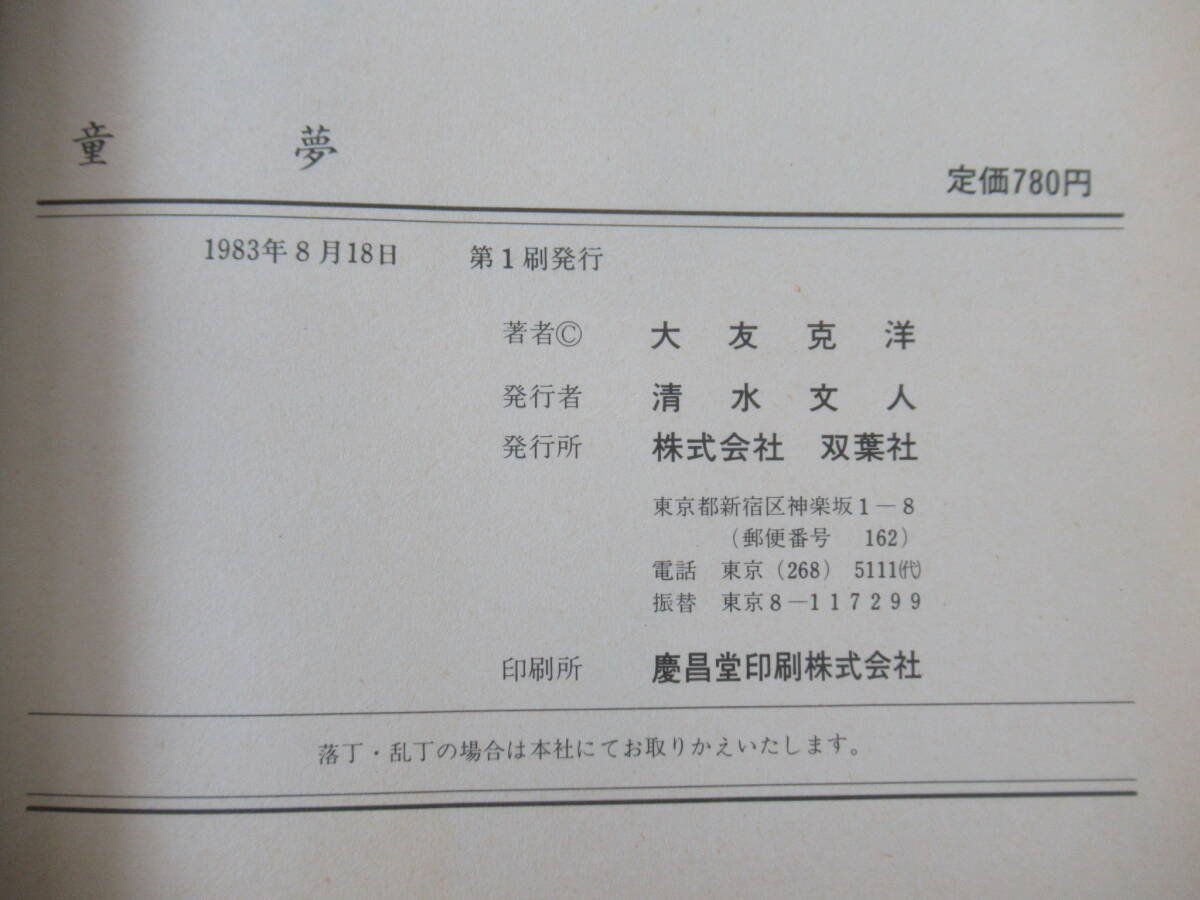 童夢
定価780円
1983年8月18日　第1刷発行
著者©　大友克洋
発行者　清水文人
発行所　株式会社　双葉社
東京都新宿区神楽坂1－8
（郵便番号　162）
電話　東京（268）5111㈹
振替　東京8－117299
印刷所　慶昌堂印刷株式会社
落丁・乱丁の場合は本社にてお取りかえいたします。